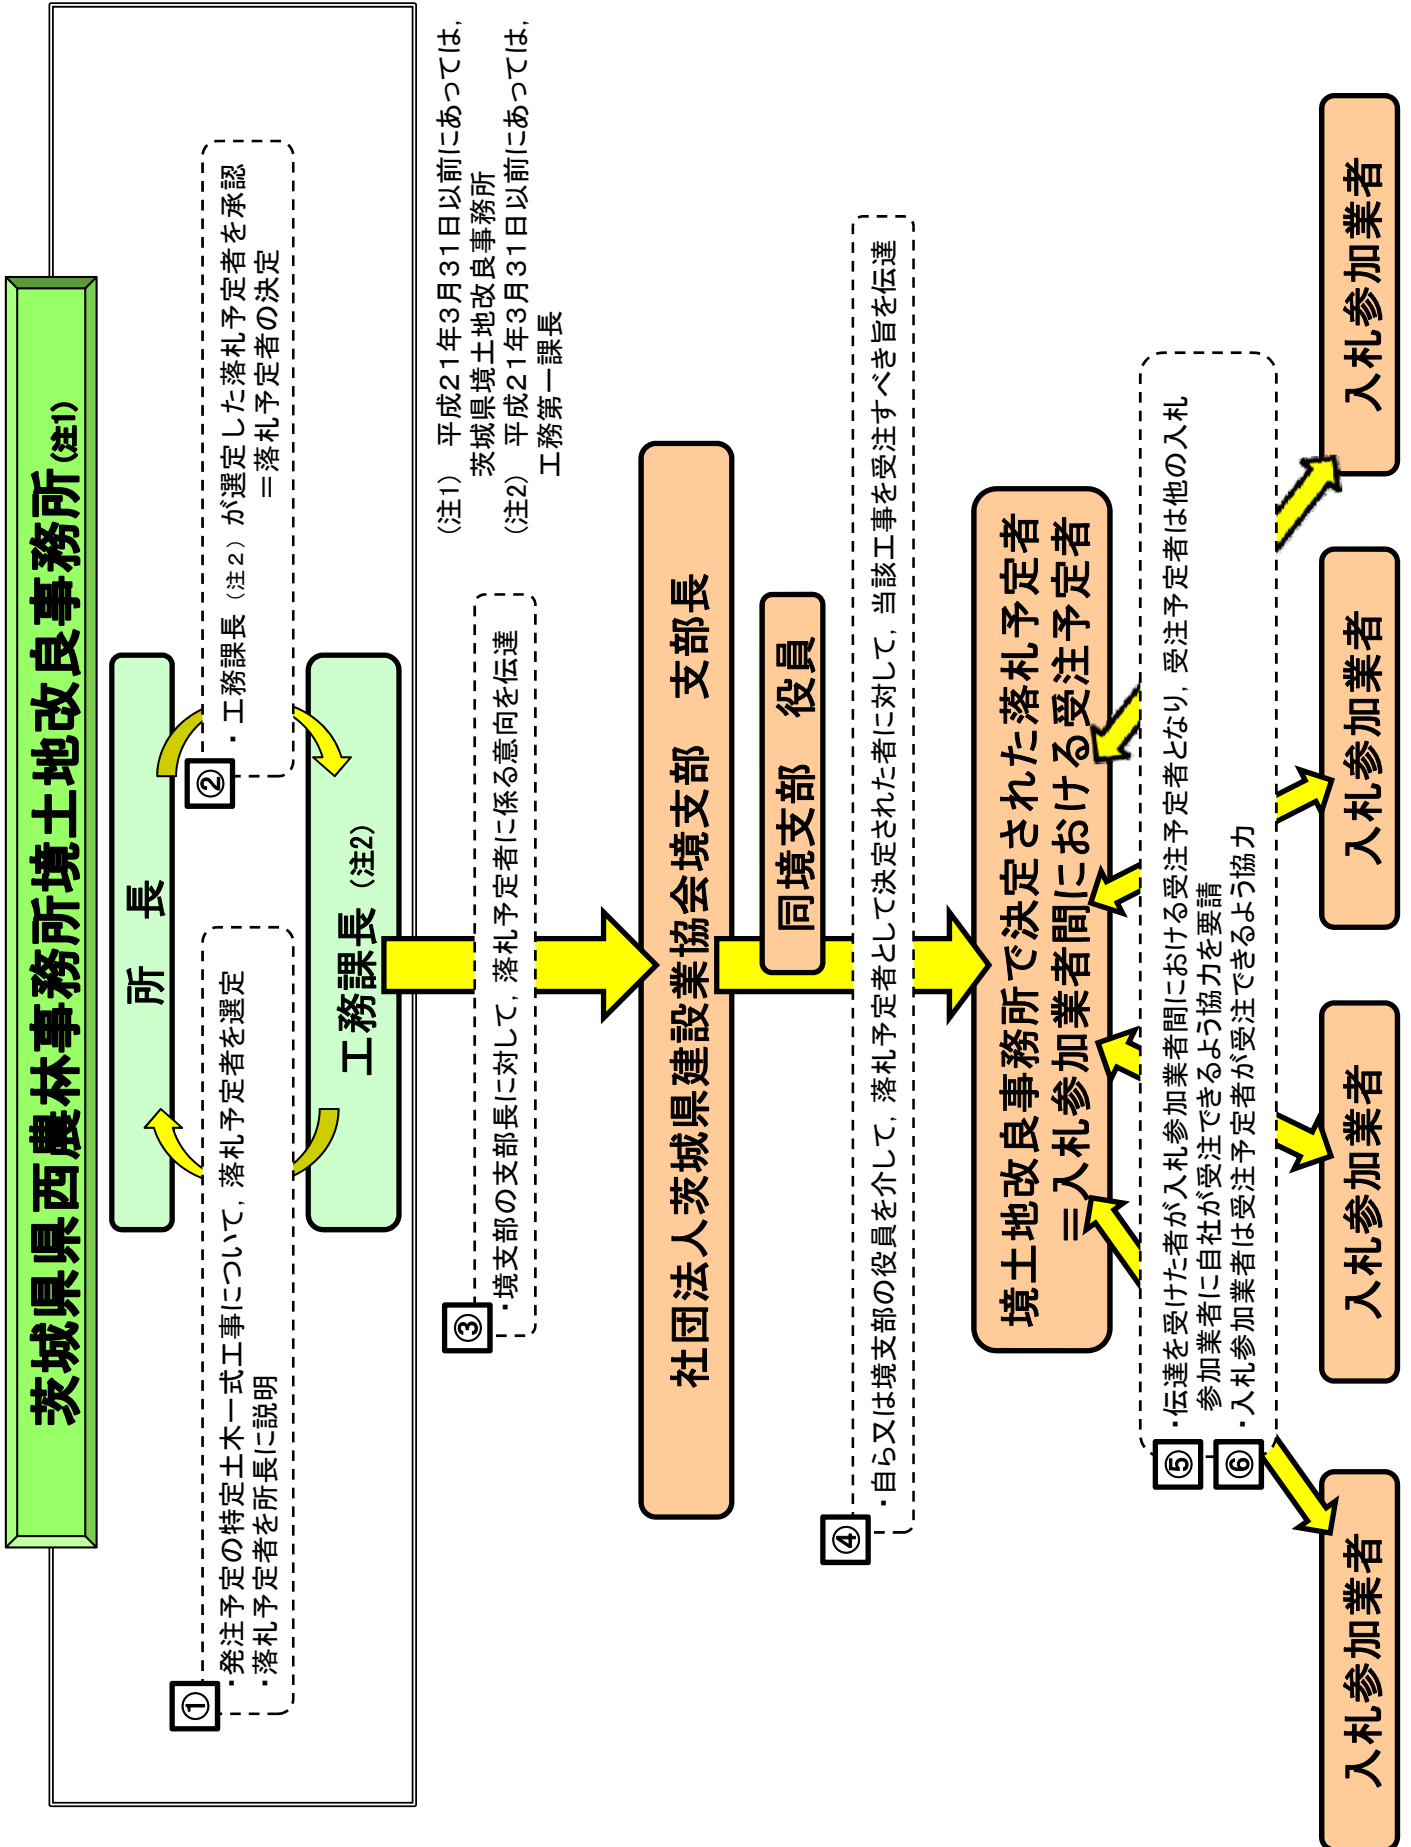 茨城県県西農林事務所境土地改良事務所(注1)
所　長
①
・発注予定の特定土木一式工事について，落札予定者を選定
・落札予定者を所長に説明
②
・工務課長（注２）が選定した落札予定者を承認
＝落札予定者の決定
工務課長（注2）
（注1）　平成２１年３月３１日以前にあっては，
茨城県境土地改良事務所
（注2）　平成２１年３月３１日以前にあっては，
工務第一課長
③
・境支部の支部長に対して，落札予定者に係る意向を伝達
社団法人茨城県建設業協会境支部　支部長
同境支部　役員
④
・自ら又は境支部の役員を介して，落札予定者として決定された者に対して，当該工事を受注すべき旨を伝達
境土地改良事務所で決定された落札予定者
＝入札参加業者間における受注予定者
⑤
・伝達を受けた者が入札参加業者間における受注予定者となり，受注予定者は他の入札
参加業者に自社が受注できるよう協力を要請
⑥
・入札参加業者は受注予定者が受注できるよう協力
入札参加業者
入札参加業者
入札参加業者
入札参加業者